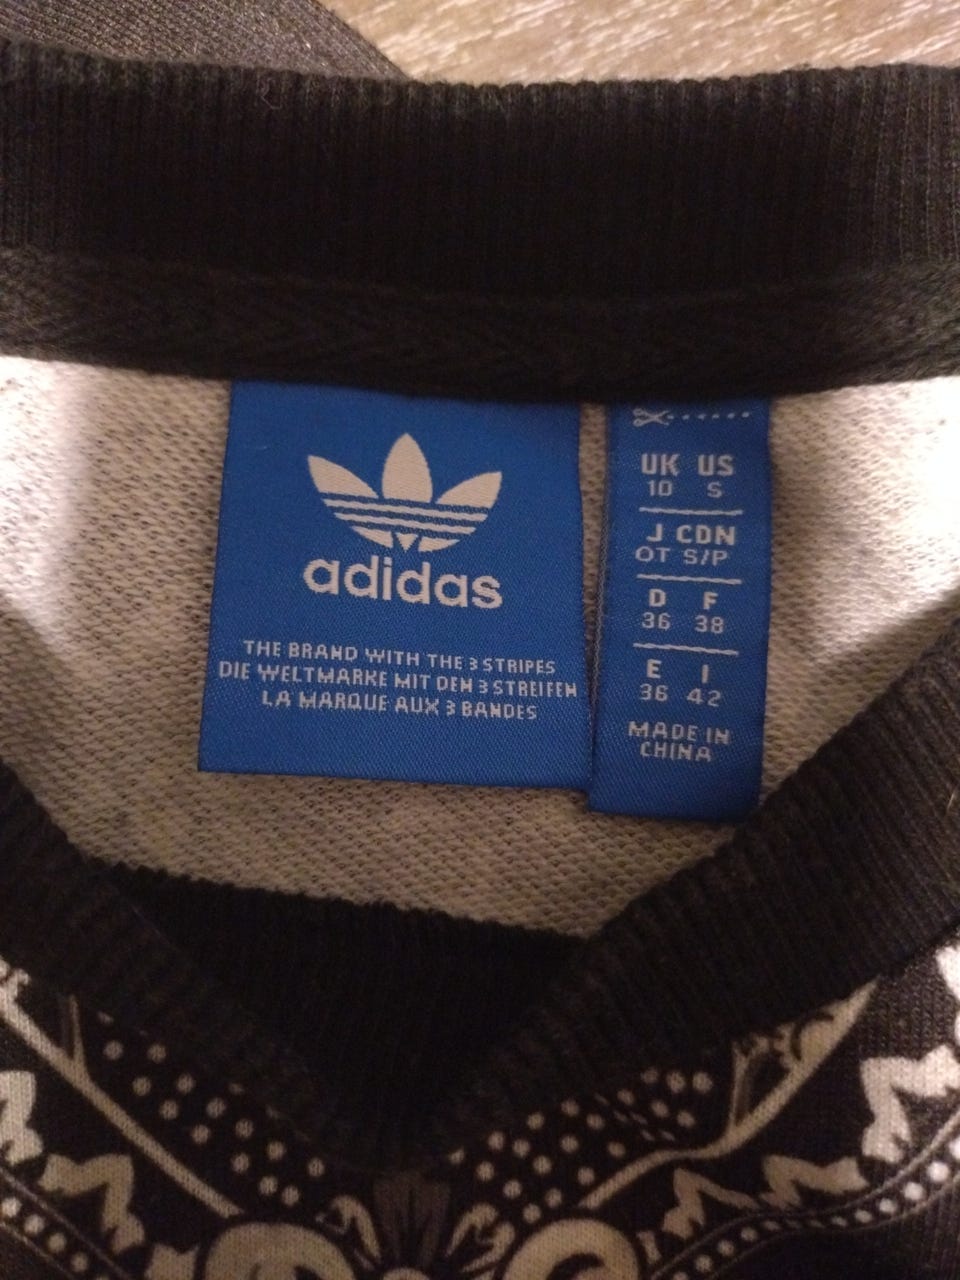 adidas
THE BRAND WITH THE 3 STRIPES
DIE WELTMARKE MIT DEN 3 STREIFEN
LA MARQUE AUX 3 BANDES
UK US
10 S
J CDN
OT S/P
D F
36 38
E I
36 42
MADE IN
CHINA